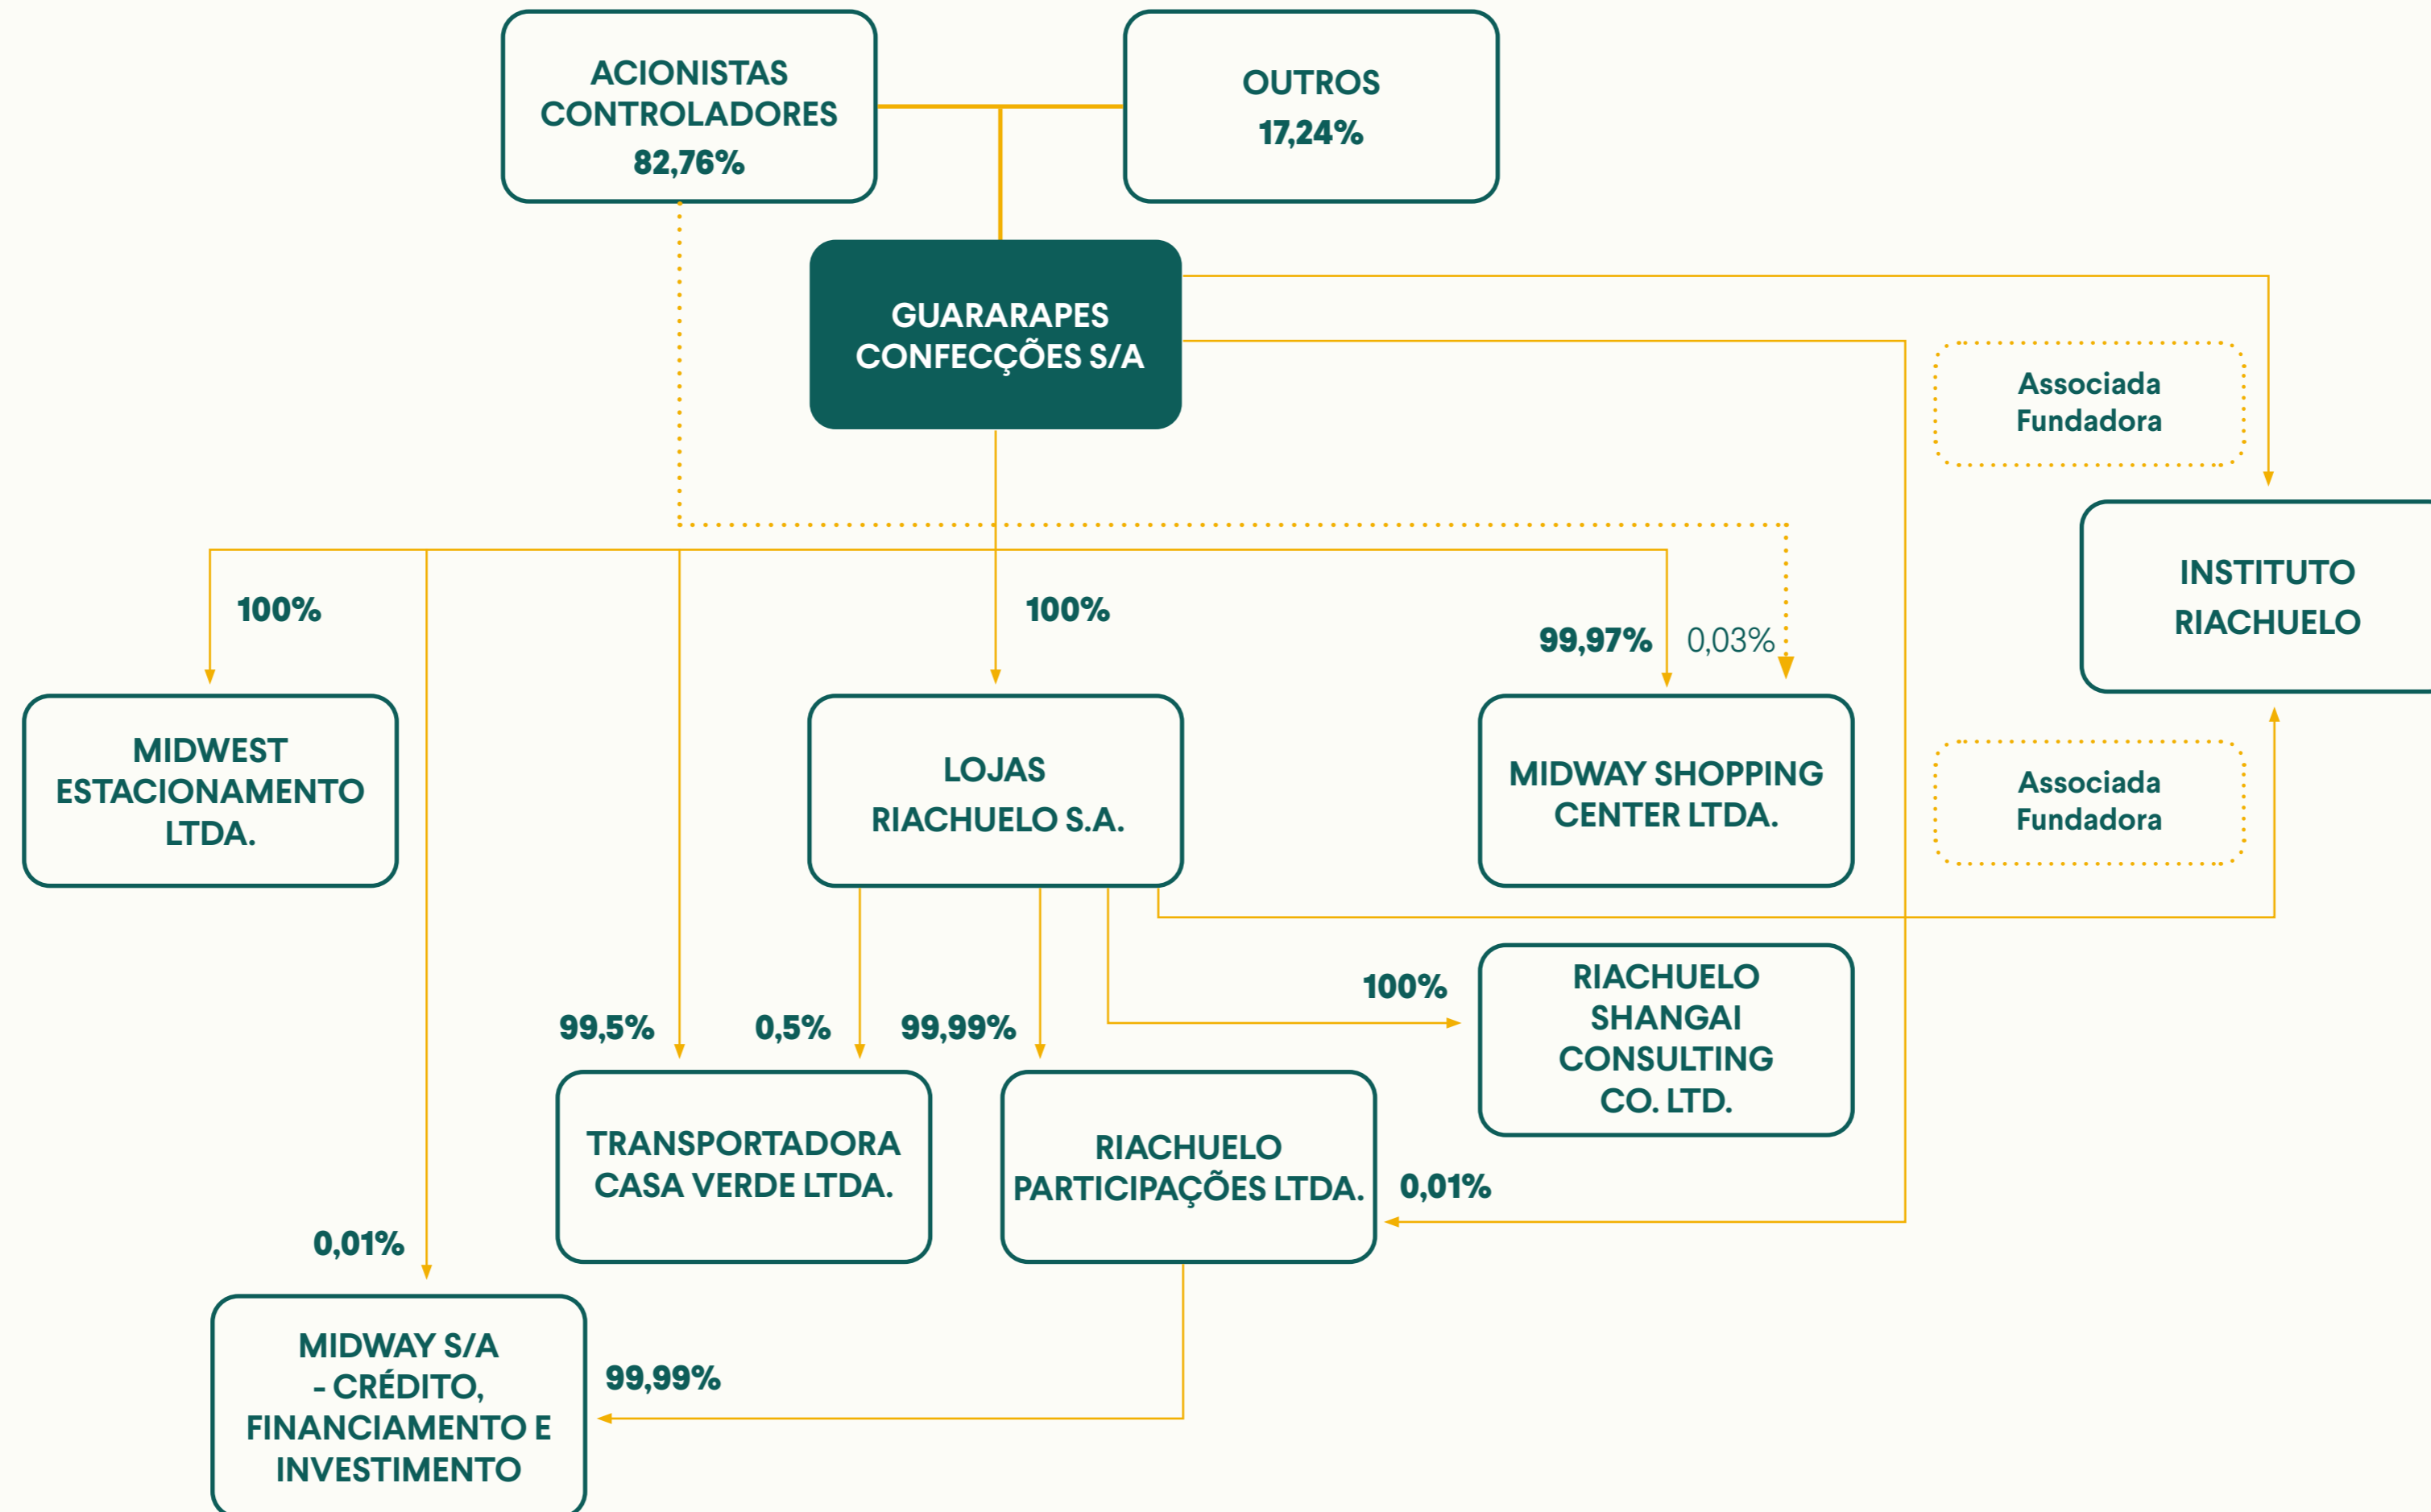 ACIONISTAS
CONTROLADORES
82,76%
OUTROS
17,24%
GUARARAPES
CONFECÇÕES S/A
Associada
Fundadora
INSTITUTO
RIACHUELO
100%
100%
99,97%
0,03%
MIDWEST
ESTACIONAMENTO
LTDA.
LOJAS
RIACHUELO S.A.
MIDWAY SHOPPING
CENTER LTDA.
Associada
Fundadora
99,5%
0,5%
99,99%
100%
RIACHUELO
SHANGAI
CONSULTING
CO. LTD.
TRANSPORTADORA
CASA VERDE LTDA.
RIACHUELO
PARTICIPAÇÕES LTDA.
0,01%
0,01%
MIDWAY S/A
- CRÉDITO,
FINANCIAMENTO E
INVESTIMENTO
99,99%